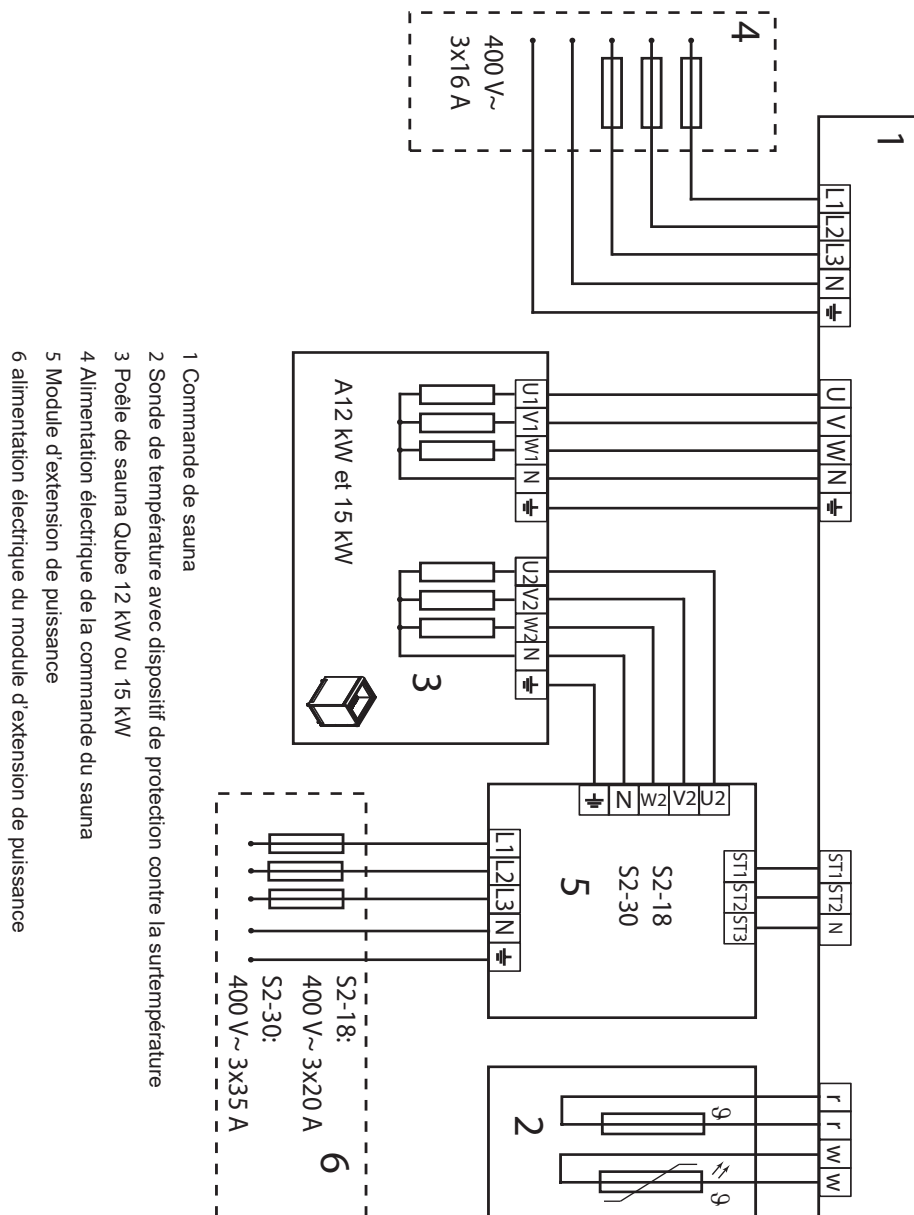 1
4
400 V~
3x16 A
L1 L2 L3 N
U V W N
ST1 ST2 N
r r w w
A12 kW et 15 kW
U1 V1 W1 N
U2 V2 W2 N
3
N W2 V2 U2
5
S2-18
S2-30
ST1 ST2 ST3
L1 L2 L3 N
S2-18:
400 V~ 3x20 A
S2-30:
400 V~ 3x35 A
6
2
ϑ
ϑ
1 Commande de sauna
2 Sonde de température avec dispositif de protection contre la surtempérature
3 Poêle de sauna Qube 12 kW ou 15 kW
4 Alimentation électrique de la commande du sauna
5 Module d'extension de puissance
6 alimentation électrique du module d'extension de puissance